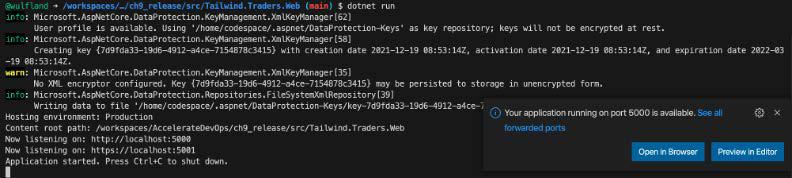 @wulfland ➜ /workspaces/…/ch9_release/src/Tailwind.Traders.Web (main) $ dotnet run
info: Microsoft.AspNetCore.DataProtection.KeyManagement.XmlKeyManager[62]
User profile is available. Using '/home/codespace/.aspnet/DataProtection-Keys' as key repository; keys will not be encrypted at rest.
info: Microsoft.AspNetCore.DataProtection.KeyManagement.XmlKeyManager[58]
Creating key {7d9fda33-19d6-4912-a4ce-7154878c3415} with creation date 2021-12-19 08:53:14Z, activation date 2021-12-19 08:53:14Z, and expiration date 2022-03
-19 08:53:14Z.
warn: Microsoft.AspNetCore.DataProtection.KeyManagement.XmlKeyManager[35]
No XML encryptor configured. Key {7d9fda33-19d6-4912-a4ce-7154878c3415} may be persisted to storage in unencrypted form.
info: Microsoft.AspNetCore.DataProtection.Repositories.FileSystemXmlRepository[39]
Writing data to file '/home/codespace/.aspnet/DataProtection-Keys/key-7d9fda33-19d6-4912-a4ce-7
Hosting environment: Production
Content root path: /workspaces/AccelerateDevOps/ch9_release/src/Tailwind.Traders.Web
Now listening on: http://localhost:5000
Now listening on: https://localhost:5001
Application started. Press Ctrl+C to shut down.
Your application running on port 5000 is available. See all
forwarded ports
Open in Browser
Preview in Editor